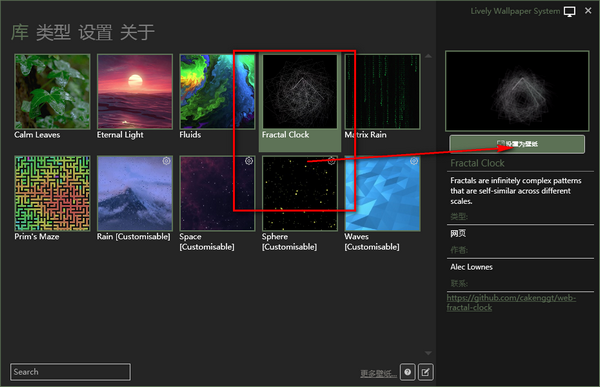 Lively Wallpaper System
库 类型 设置 关于
Calm Leaves
Eternal Light
Fluids
Fractal Clock
Matrix Rain
Prim's Maze
Rain [Customisable]
Space
[Customisable]
Sphere
[Customisable]
Waves
[Customisable]
设置为壁纸
Fractal Clock
Fractals are infinitely complex patterns
that are self-similar across different
scales.
类型:
网页
作者:
Alec Lownes
联系:
https://github.com/cakenggt/web-
fractal-clock
Search
更多壁纸...